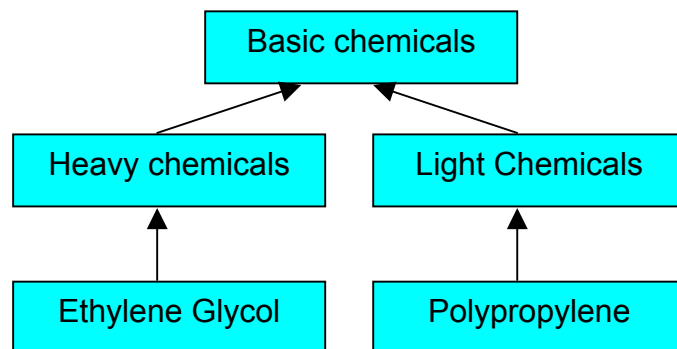 Basic chemicals
Heavy chemicals
Light Chemicals
Ethylene Glycol
Polypropylene